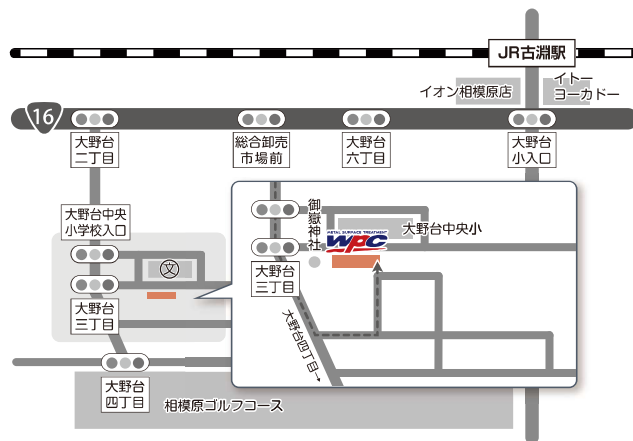 JR古淵駅
イオン相模原店
イトー
ヨーカドー
16
大野台
二丁目
総合卸売
市場前
大野台
六丁目
大野台
小入口
大野台中央
小学校入口
文
大野台
三丁目
大野台
四丁目
相模原ゴルフコース
御嶽神社
大野台中央小
METAL SURFACE TREATMENT
WPC
大野台
三丁目
大野台四丁目→